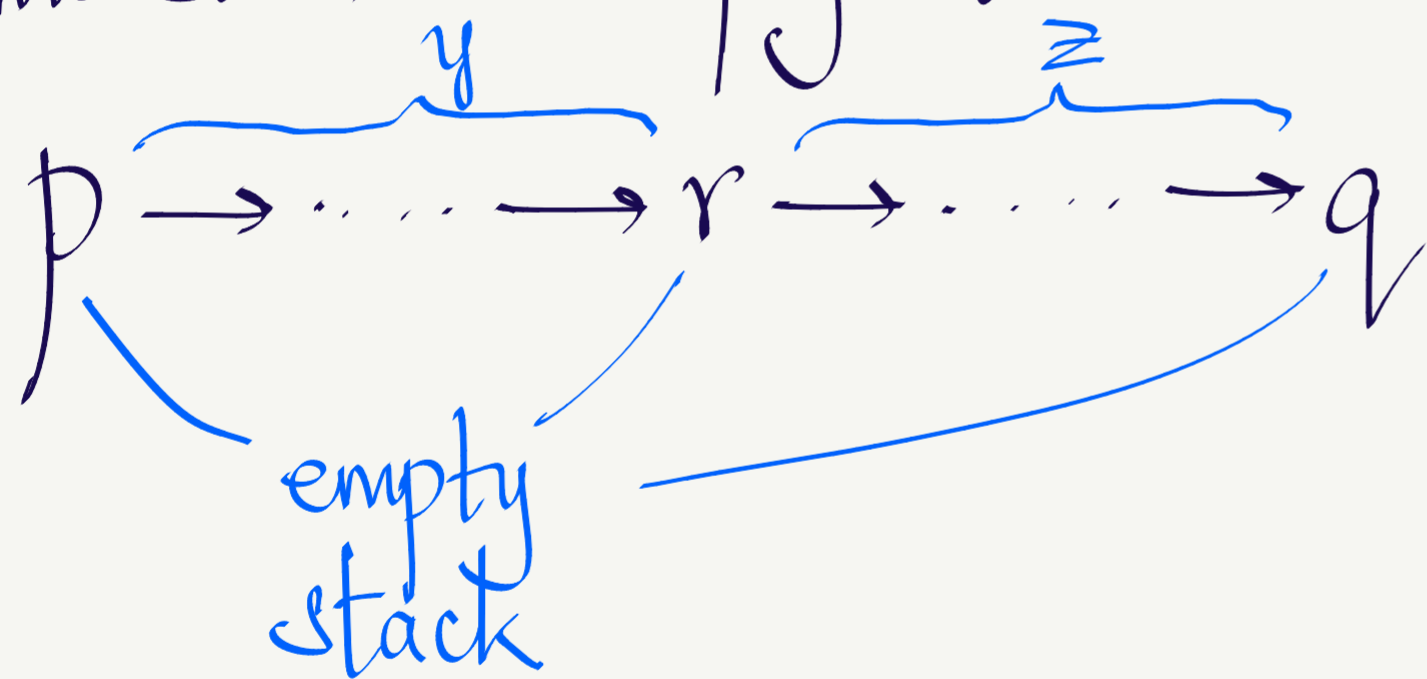 y z
p → .. .. → r → .... → q
empty
stack